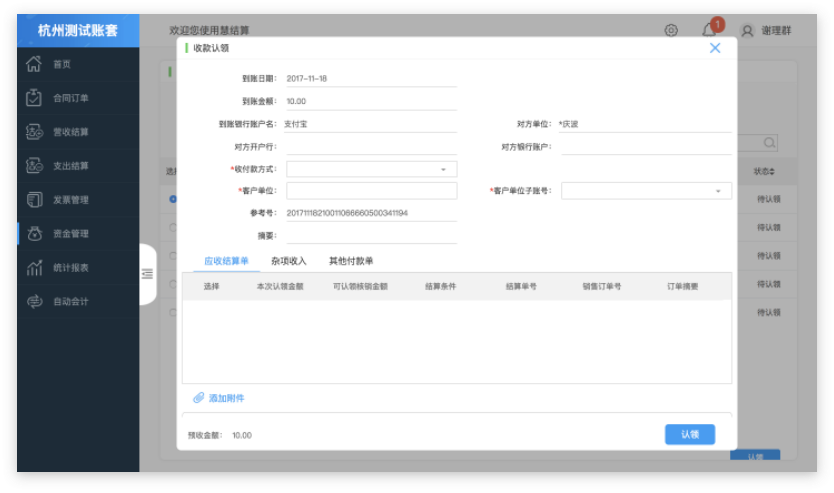 杭州测试账套
欢迎您使用慧结算
1
谢理群
首页
合同订单
营收结算
支出结算
发票管理
资金管理
统计报表
自动会计
收款认领
到账日期： 2017-11-18
到账金额： 10.00
到账银行账户名： 支付宝
对方单位： *庆波
对方开户行：
对方银行账户：
*收付款方式：
*客户单位：
*客户单位子账号：
参考号： 20171118210011066660500341194
摘要：
应收结算单 杂项收入 其他付款单
选择 本次认领金额 可认领核销金额 结算条件 结算单号 销售订单号 订单摘要
添加附件
预收金额： 10.00
认领
状态
待认领
待认领
待认领
待认领
待认领
认领